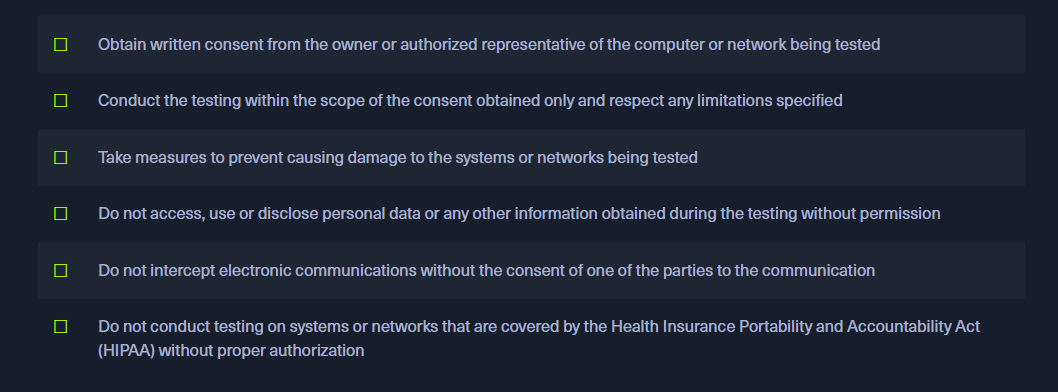 Obtain written consent from the owner or authorized representative of the computer or network being tested
Conduct the testing within the scope of the consent obtained only and respect any limitations specified
Take measures to prevent causing damage to the systems or networks being tested
Do not access, use or disclose personal data or any other information obtained during the testing without permission
Do not intercept electronic communications without the consent of one of the parties to the communication
Do not conduct testing on systems or networks that are covered by the Health Insurance Portability and Accountability Act
(HIPAA) without proper authorization